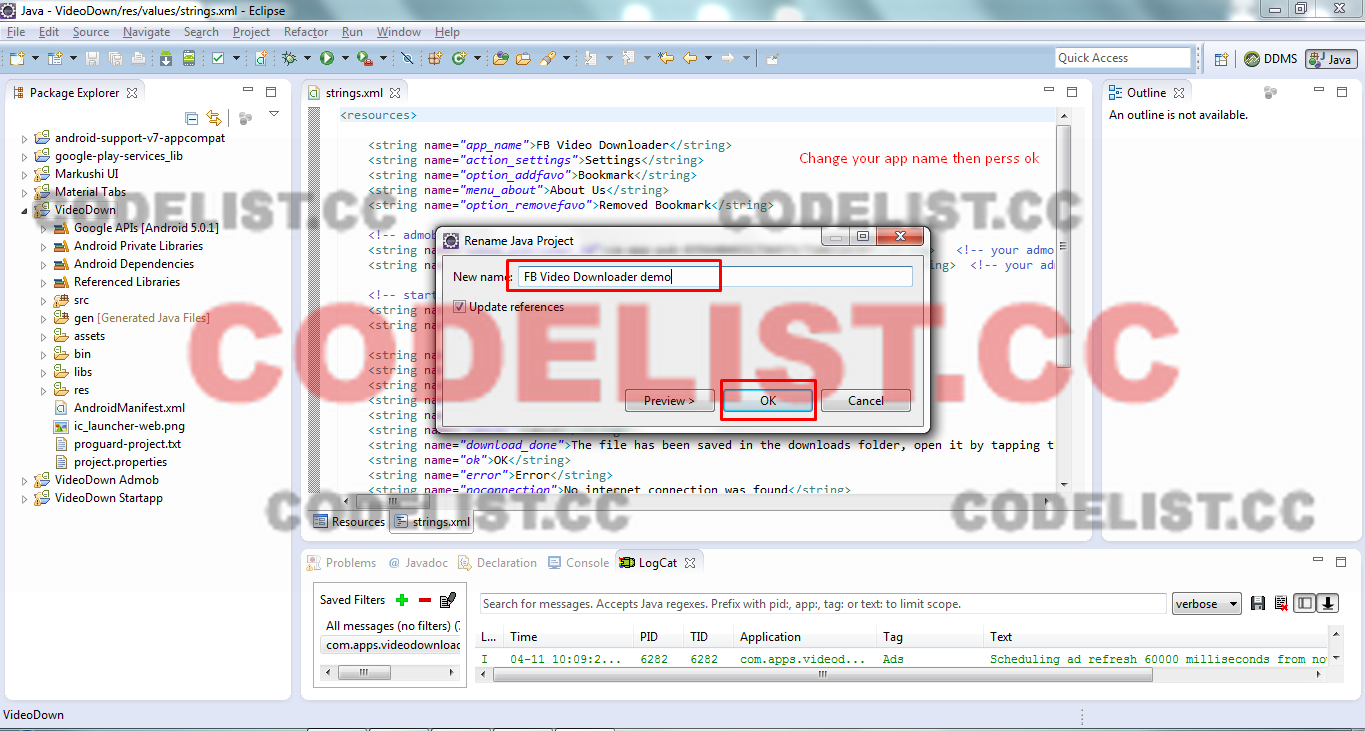 Java - VideoDown/res/values/strings.xml - Eclipse
File Edit Source Navigate Search Project Refactor Run Window Help
Quick Access
DDMS
Java
Package Explorer
android-support-v7-appcompat
google-play-services_lib
Markushi UI
Material Tabs
VideoDown
Google APIs [Android 5.0.1]
Android Private Libraries
Android Dependencies
Referenced Libraries
src
gen [Generated Java Files]
assets
bin
libs
res
AndroidManifest.xml
ic_launcher-web.png
proguard-project.txt
project.properties
VideoDown Admob
VideoDown Startapp
strings.xml
<resources>
<string name="app_name">FB Video Downloader</string>
<string name="action_settings">Settings</string>
<string name="option_addfavo">Bookmark</string>
<string name="menu_about">About Us</string>
<string name="option_removefavo">Removed Bookmark</string>
Change your app name then perss ok
<!-- admob
<string na
<!-- your admo
<string na
ng> <!-- your ad
<!-- start
<string na
<string na
<string na
<string na
<string na
<string na
<string na
<string name="download_done">The file has been saved in the downloads folder, open it by tapping t
<string name="ok">OK</string>
<string name="error">Error</string>
<string name="noconnection">No internet connection was found</string>
Resources
strings.xml
Rename Java Project
New name: FB Video Downloader demo
Update references
Preview >
OK
Cancel
Outline
An outline is not available.
Problems @ Javadoc Declaration Console LogCat
Saved Filters
All messages (no filters) (
com.apps.videodownload
Search for messages. Accepts Java regexes. Prefix with pid:, app:, tag: or text: to limit scope.
verbose
L... Time PID TID Application Tag Text
I 04-11 10:09:2... 6282 6282 com.apps.videod... Ads Scheduling ad refresh 60000 milliseconds from no
VideoDown
CODELIST.CC
CODELIST.CC
CODELIST.CC
CODELIST.CC
CODELIST.CC